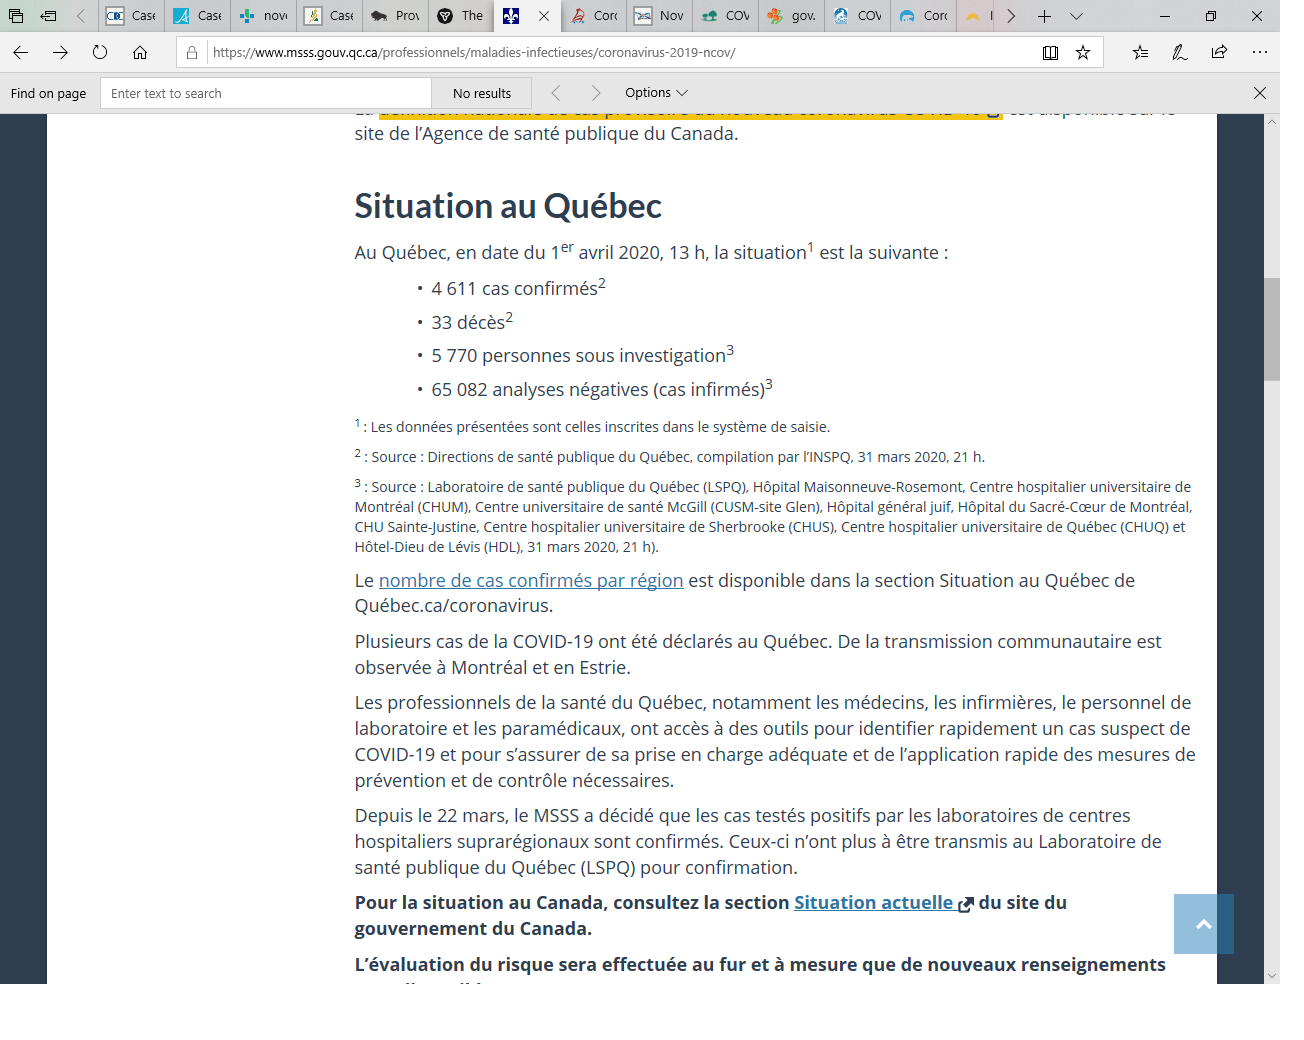 Case
Case
nov
Case
Prov
The
Cor
Nov
COV
gov.
COV
Cor
https://www.msss.gouv.qc.ca/professionnels/maladies-infectieuses/coronavirus-2019-ncov/
Find on page Enter text to search No results Options
site de l’Agence de santé publique du Canada.
Situation au Québec
Au Québec, en date du 1er avril 2020, 13 h, la situation1 est la suivante :
• 4 611 cas confirmés2
• 33 décès2
• 5 770 personnes sous investigation3
• 65 082 analyses négatives (cas infirmés)3
1 : Les données présentées sont celles inscrites dans le système de saisie.
2 : Source : Directions de santé publique du Québec, compilation par l’INSPQ, 31 mars 2020, 21 h.
3 : Source : Laboratoire de santé publique du Québec (LSPQ), Hôpital Maisonneuve-Rosemont, Centre hospitalier universitaire de
Montréal (CHUM), Centre universitaire de santé McGill (CUSM-site Glen), Hôpital général juif, Hôpital du Sacré-Cœur de Montréal,
CHU Sainte-Justine, Centre hospitalier universitaire de Sherbrooke (CHUS), Centre hospitalier universitaire de Québec (CHUQ) et
Hôtel-Dieu de Lévis (HDL), 31 mars 2020, 21 h).
Le nombre de cas confirmés par région est disponible dans la section Situation au Québec de
Québec.ca/coronavirus.
Plusieurs cas de la COVID-19 ont été déclarés au Québec. De la transmission communautaire est
observée à Montréal et en Estrie.
Les professionnels de la santé du Québec, notamment les médecins, les infirmières, le personnel de
laboratoire et les paramédicaux, ont accès à des outils pour identifier rapidement un cas suspect de
COVID-19 et pour s’assurer de sa prise en charge adéquate et de l’application rapide des mesures de
prévention et de contrôle nécessaires.
Depuis le 22 mars, le MSSS a décidé que les cas testés positifs par les laboratoires de centres
hospitaliers suprarégionaux sont confirmés. Ceux-ci n’ont plus à être transmis au Laboratoire de
santé publique du Québec (LSPQ) pour confirmation.
Pour la situation au Canada, consultez la section Situation actuelle du site du
gouvernement du Canada.
L’évaluation du risque sera effectuée au fur et à mesure que de nouveaux renseignements